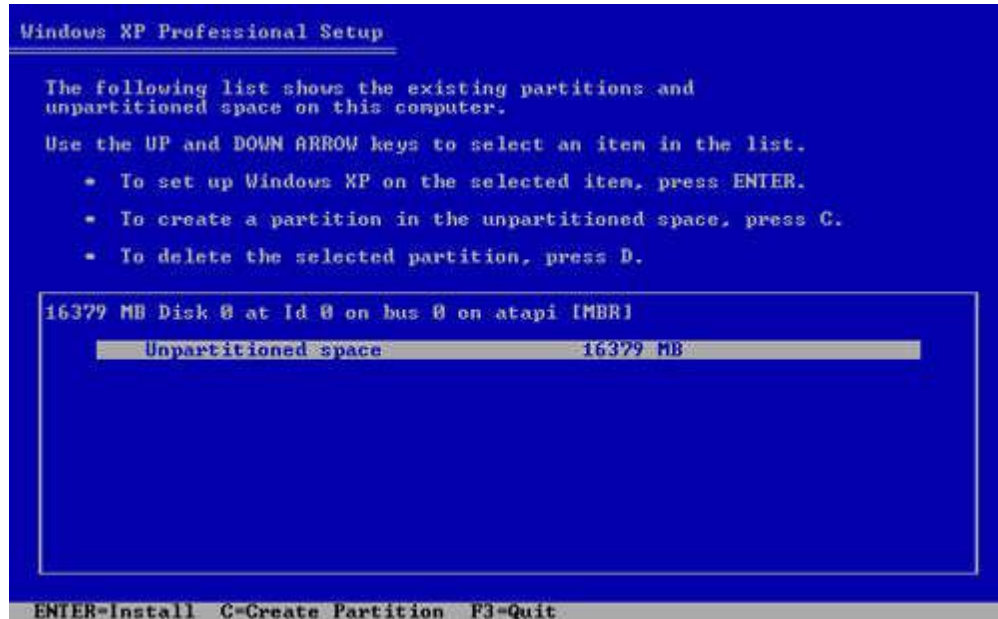 Windows XP Professional Setup
The following list shows the existing partitions and
unpartitioned space on this computer.
Use the UP and DOWN ARROW keys to select an item in the list.
• To set up Windows XP on the selected item, press ENTER.
• To create a partition in the unpartitioned space, press C.
• To delete the selected partition, press D.
16379 MB Disk 0 at Id 0 on bus 0 on atapi [MBR]
Unpartitioned space 16379 MB
ENTER=Install C=Create Partition F3=Quit